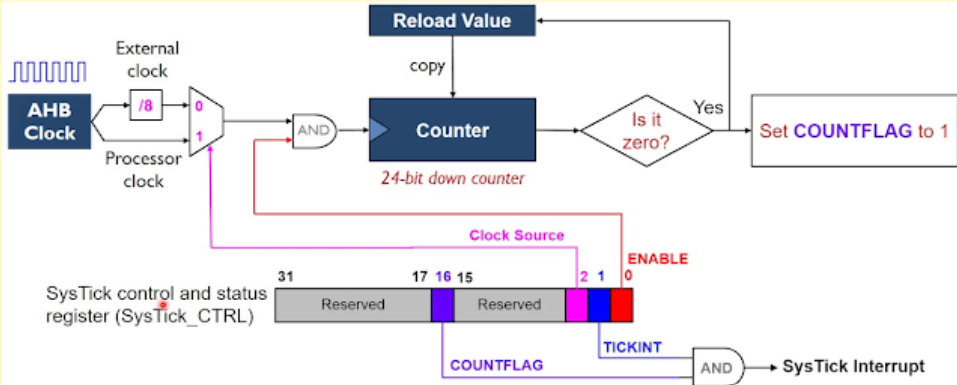 Reload Value
External
clock
copy
/8
0
AHB
Clock
1
AND
Counter
Is it
zero?
Yes
Set COUNTFLAG to 1
Processor
clock
24-bit down counter
Clock Source
ENABLE
31
17
16
15
2
1
0
SysTick control and status
register (SysTick_CTRL)
Reserved
Reserved
TICKINT
COUNTFLAG
AND
SysTick Interrupt